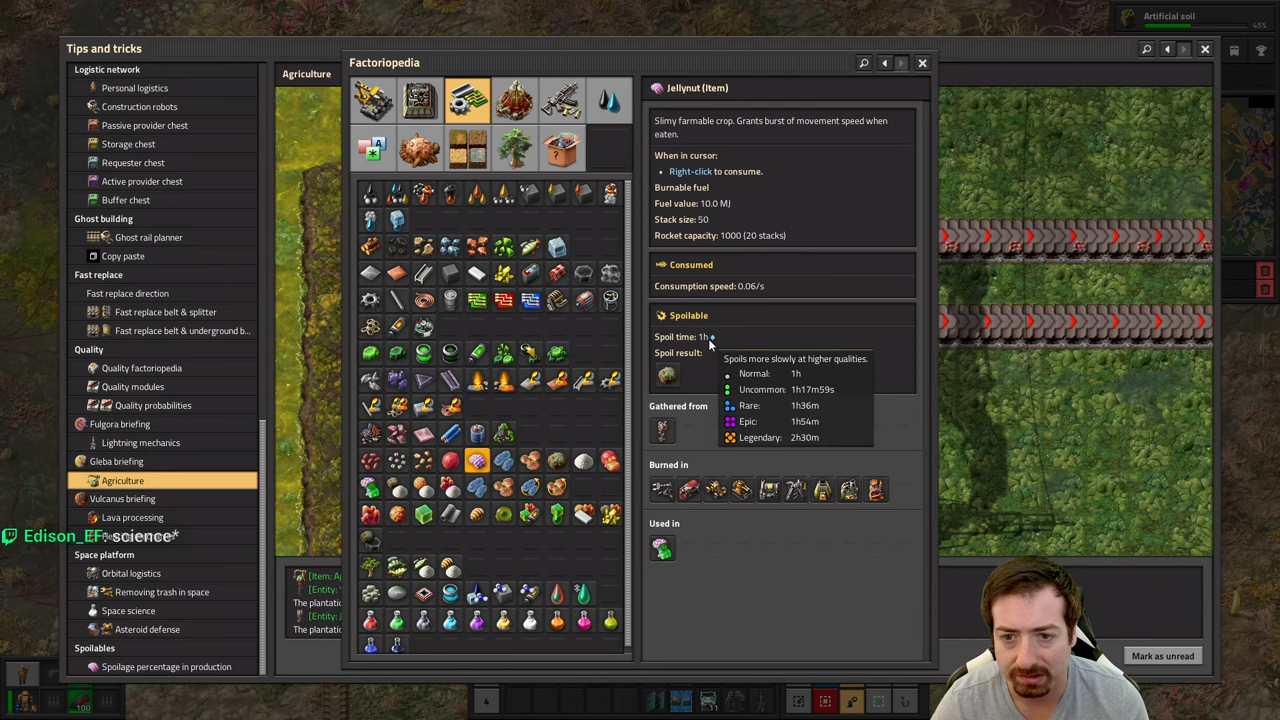 Artificial soil
45%
Tips and tricks
Logistic network
Personal logistics
Construction robots
Passive provider chest
Storage chest
Requester chest
Active provider chest
Buffer chest
Ghost building
Ghost rail planner
Copy paste
Fast replace
Fast replace direction
Fast replace belt & splitter
Fast replace belt & underground b...
Quality
Quality factoriopedia
Quality modules
Quality probabilities
Fulgora briefing
Lightning mechanics
Gleba briefing
Agriculture
Vulcanus briefing
Lava processing
Edison_EF: science*
Space platform
Orbital logistics
Removing trash in space
Space science
Asteroid defense
Spoilables
Spoilage percentage in production
Agriculture
[Item: Ag
[Entity: Y
The plantatio
[Entity: J
The plantatio
Factoriopedia
Jellynut (Item)
Slimy farmable crop. Grants burst of movement speed when
eaten.
When in cursor:
• Right-click to consume.
Burnable fuel
Fuel value: 10.0 MJ
Stack size: 50
Rocket capacity: 1000 (20 stacks)
Consumed
Consumption speed: 0.06/s
Spoilable
Spoil time: 1h
Spoil result:
Spoils more slowly at higher qualities.
Normal: 1h
Uncommon: 1h17m59s
Rare: 1h36m
Epic: 1h54m
Legendary: 2h30m
Gathered from
Burned in
Used in
Mark as unread
100
4
11